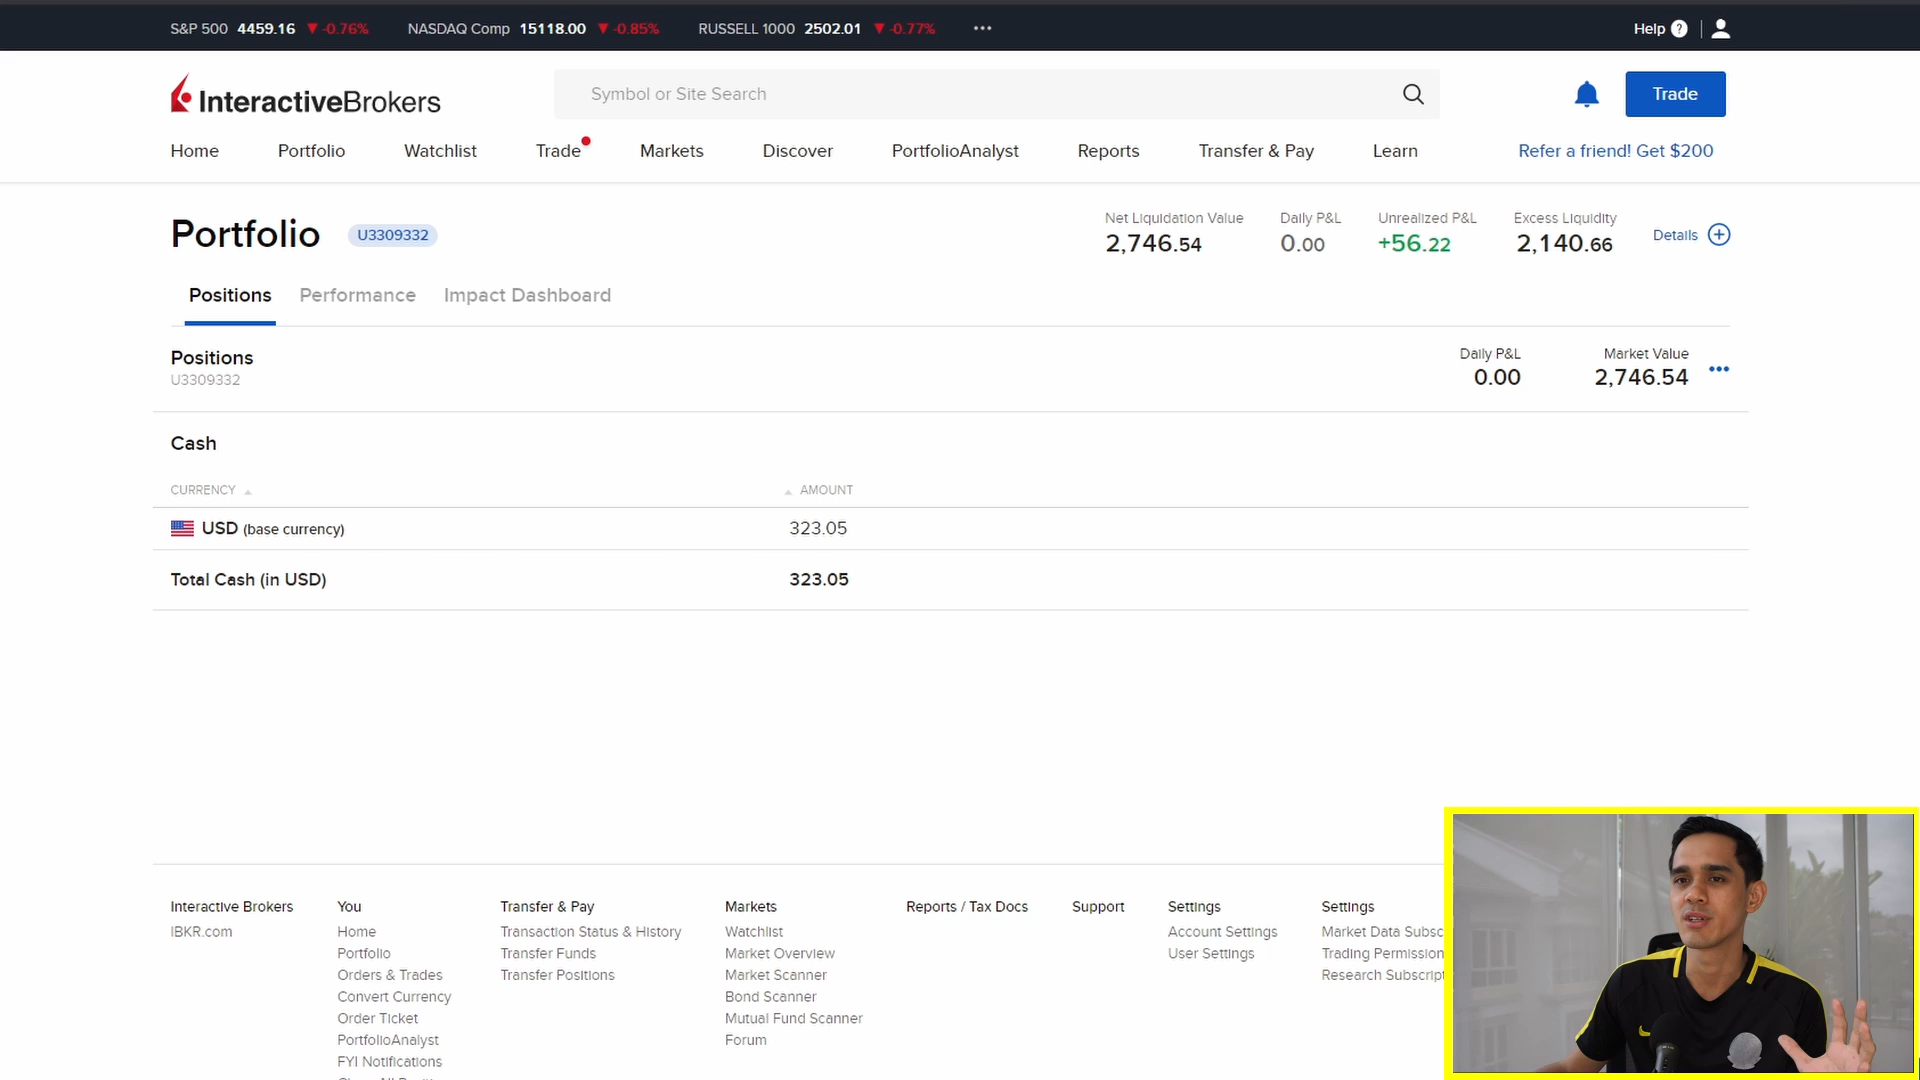 S&P 500 4459.16 ▼ -0.76% NASDAQ Comp 15118.00 ▼ -0.85% RUSSELL 1000 2502.01 ▼ -0.77% ••• Help ?
InteractiveBrokers Symbol or Site Search Trade
Home Portfolio Watchlist Trade Markets Discover PortfolioAnalyst Reports Transfer & Pay Learn Refer a friend! Get $200
Portfolio U3309332
Net Liquidation Value Daily P&L Unrealized P&L Excess Liquidity
2,746.54 0.00 +56.22 2,140.66 Details
Positions Performance Impact Dashboard
Positions Daily P&L Market Value
U3309332 0.00 2,746.54 •••
Cash
CURRENCY AMOUNT
USD (base currency) 323.05
Total Cash (in USD) 323.05
Interactive Brokers You Transfer & Pay Markets Reports / Tax Docs Support Settings Settings
IBKR.com Home Transaction Status & History Watchlist Account Settings Market Data Subsc
Portfolio Transfer Funds Market Overview User Settings Trading Permission
Orders & Trades Transfer Positions Market Scanner Research Subscript
Convert Currency Bond Scanner
Order Ticket Mutual Fund Scanner
PortfolioAnalyst Forum
FYI Notifications